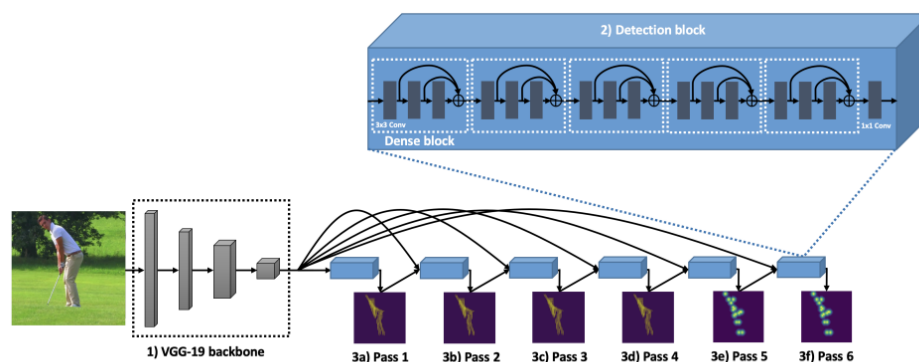 2) Detection block
3x3 Conv
1x1 Conv
Dense block
1) VGG-19 backbone
3a) Pass 1
3b) Pass 2
3c) Pass 3
3d) Pass 4
3e) Pass 5
3f) Pass 6